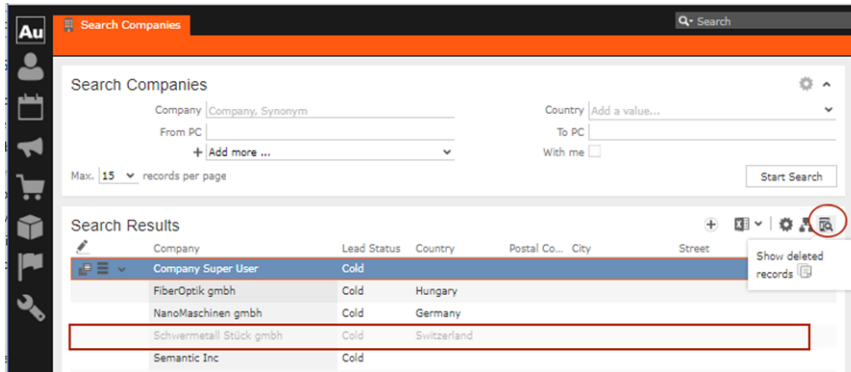 Au
Search Companies
Search
Search Companies
Company Company, Synonym
Country Add a value...
From PC
To PC
+ Add more ...
With me
Max. 15 records per page
Start Search
Search Results
Company Lead Status Country Postal Co... City Street
Show deleted
records
Company Super User Cold
FiberOptik gmbh Cold Hungary
NanoMaschinen gmbh Cold Germany
Schwermetall Stück gmbh Cold Switzerland
Semantic Inc Cold